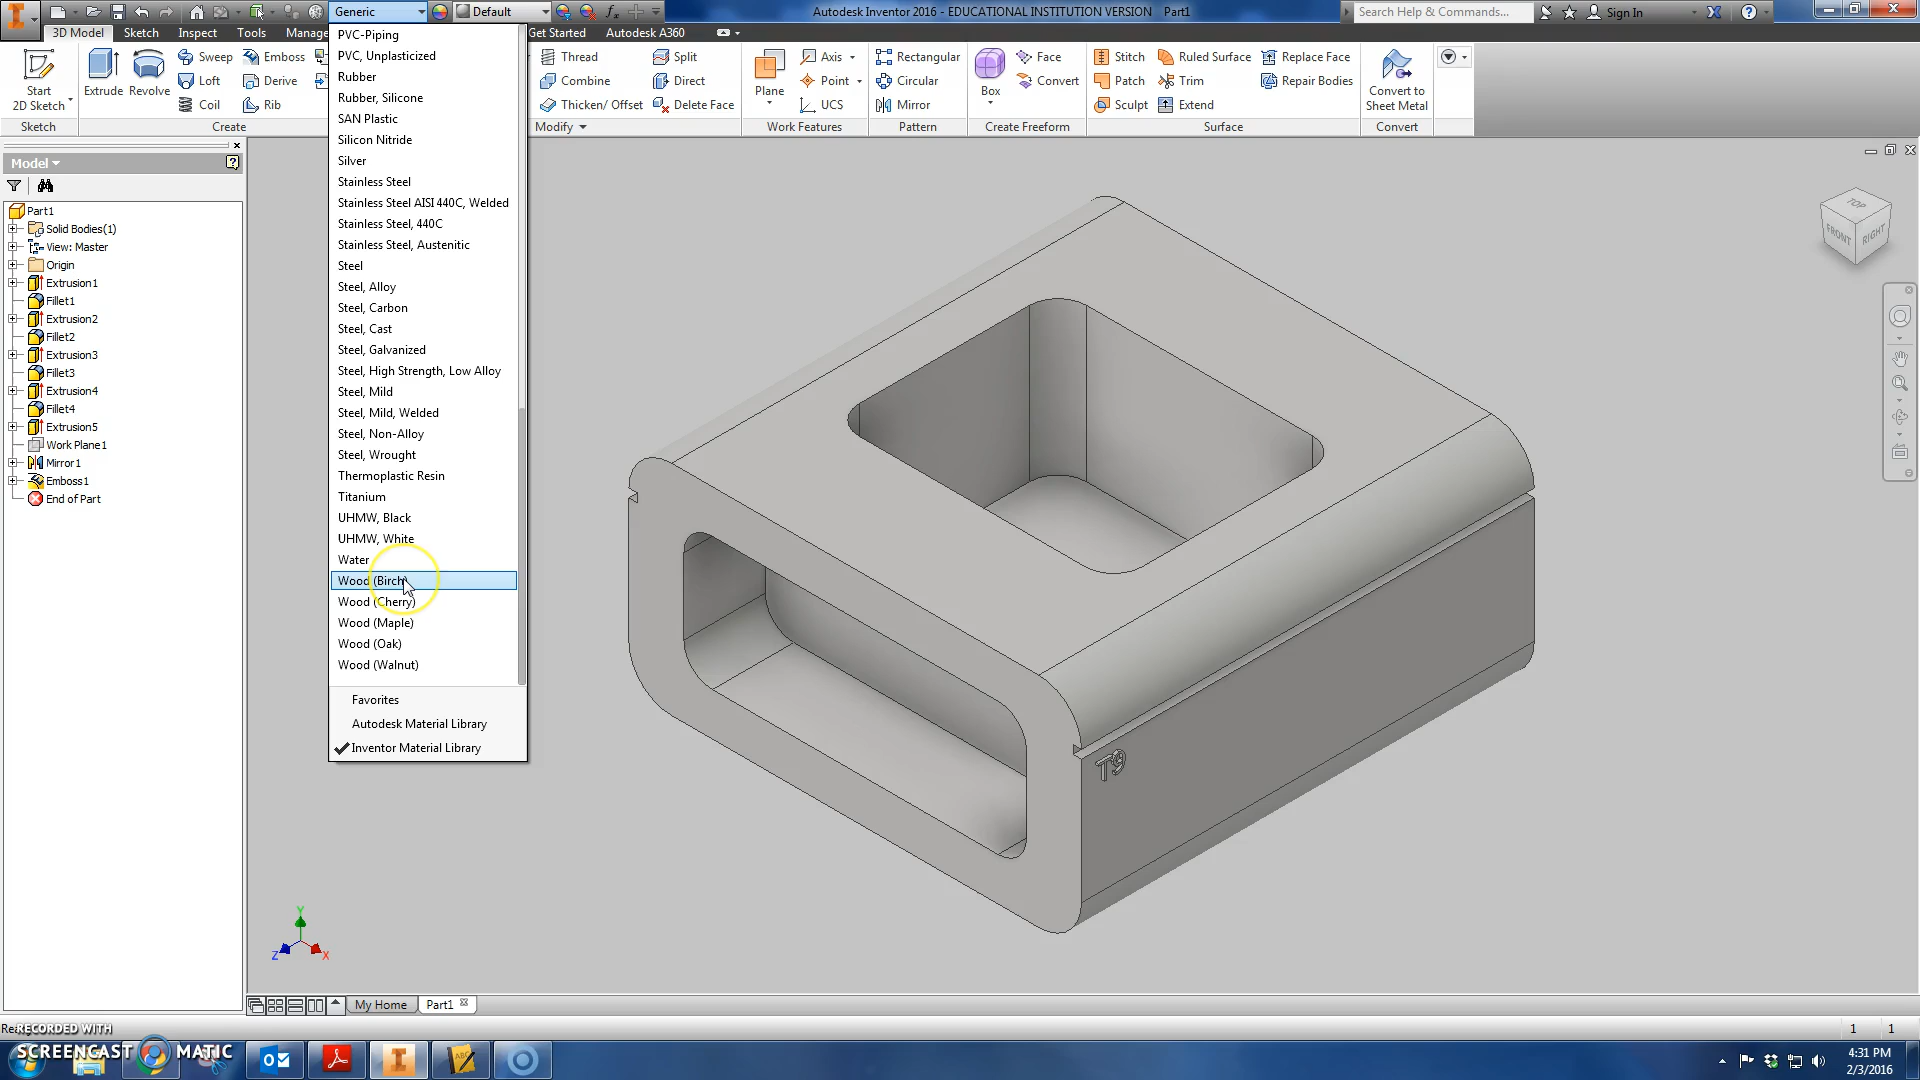 Generic
Default
Autodesk Inventor 2016 - EDUCATIONAL INSTITUTION VERSION Part1
Search Help & Commands...
Sign In
3D Model Sketch Inspect Tools Manage Get Started Autodesk A360
Start
2D Sketch
Extrude
Revolve
Sweep
Loft
Coil
Emboss
Derive
Rib
Thread
Combine
Thicken/ Offset
Split
Direct
Delete Face
Plane
Axis
Point
UCS
Rectangular
Circular
Mirror
Box
Face
Convert
Stitch
Patch
Sculpt
Ruled Surface
Trim
Extend
Replace Face
Repair Bodies
Convert to
Sheet Metal
Sketch Create Modify Work Features Pattern Create Freeform Surface Convert
Model
Part1
Solid Bodies(1)
View: Master
Origin
Extrusion1
Fillet1
Extrusion2
Fillet2
Extrusion3
Fillet3
Extrusion4
Fillet4
Extrusion5
Work Plane1
Mirror1
Emboss1
End of Part
PVC-Piping
PVC, Unplasticized
Rubber
Rubber, Silicone
SAN Plastic
Silicon Nitride
Silver
Stainless Steel
Stainless Steel AISI 440C, Welded
Stainless Steel, 440C
Stainless Steel, Austenitic
Steel
Steel, Alloy
Steel, Carbon
Steel, Cast
Steel, Galvanized
Steel, High Strength, Low Alloy
Steel, Mild
Steel, Mild, Welded
Steel, Non-Alloy
Steel, Wrought
Thermoplastic Resin
Titanium
UHMW, Black
UHMW, White
Water
Wood (Birch)
Wood (Cherry)
Wood (Maple)
Wood (Oak)
Wood (Walnut)
Favorites
Autodesk Material Library
Inventor Material Library
TOP
FRONT
RIGHT
T9
Y
Z
X
My Home
Part1
1 1
RECORDED WITH
SCREENCAST MATIC
4:31 PM
2/3/2016